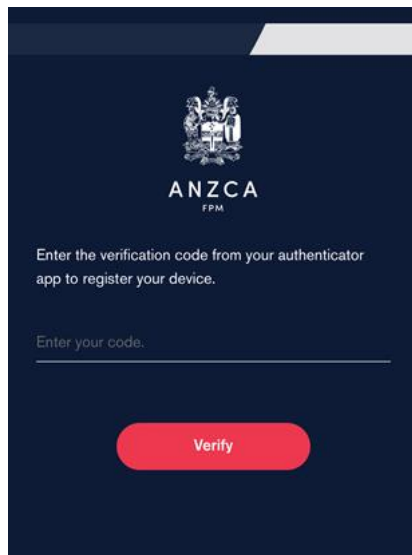 ANZCA
FPM
Enter the verification code from your authenticator
app to register your device.
Enter your code.
Verify